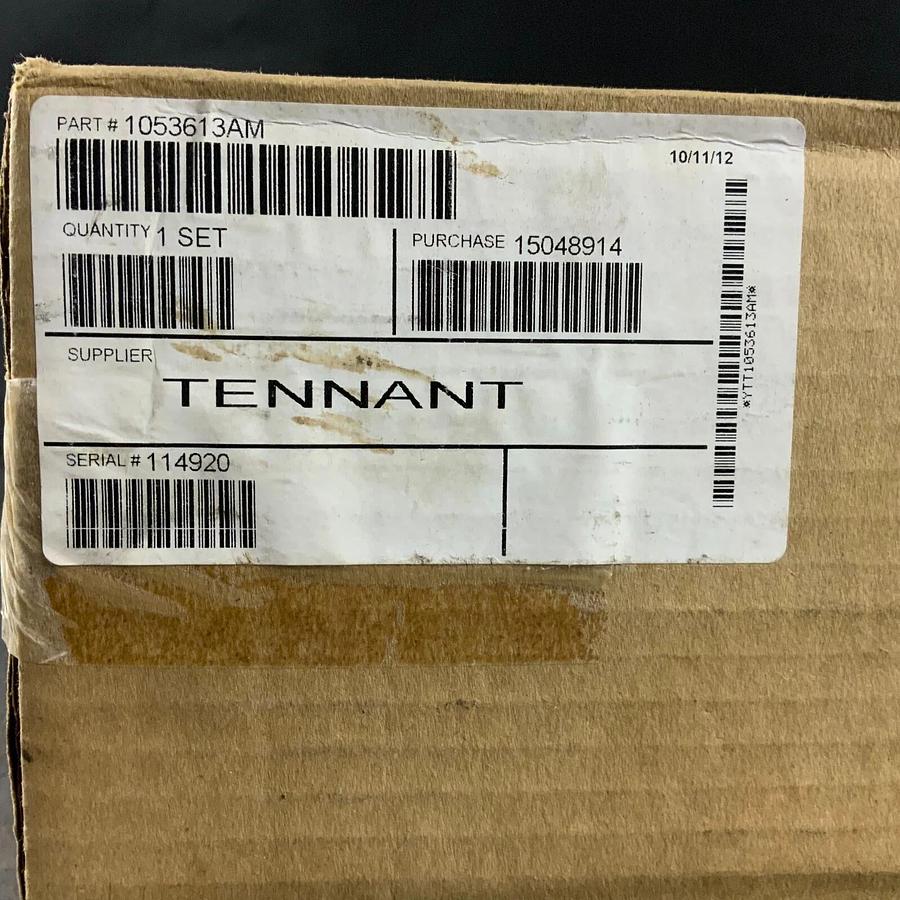 PART # 1053613AM
10/11/12
QUANTITY 1 SET
PURCHASE 15048914
SUPPLIER
TENNANT
SERIAL # 114920
*YTT1053613AM*